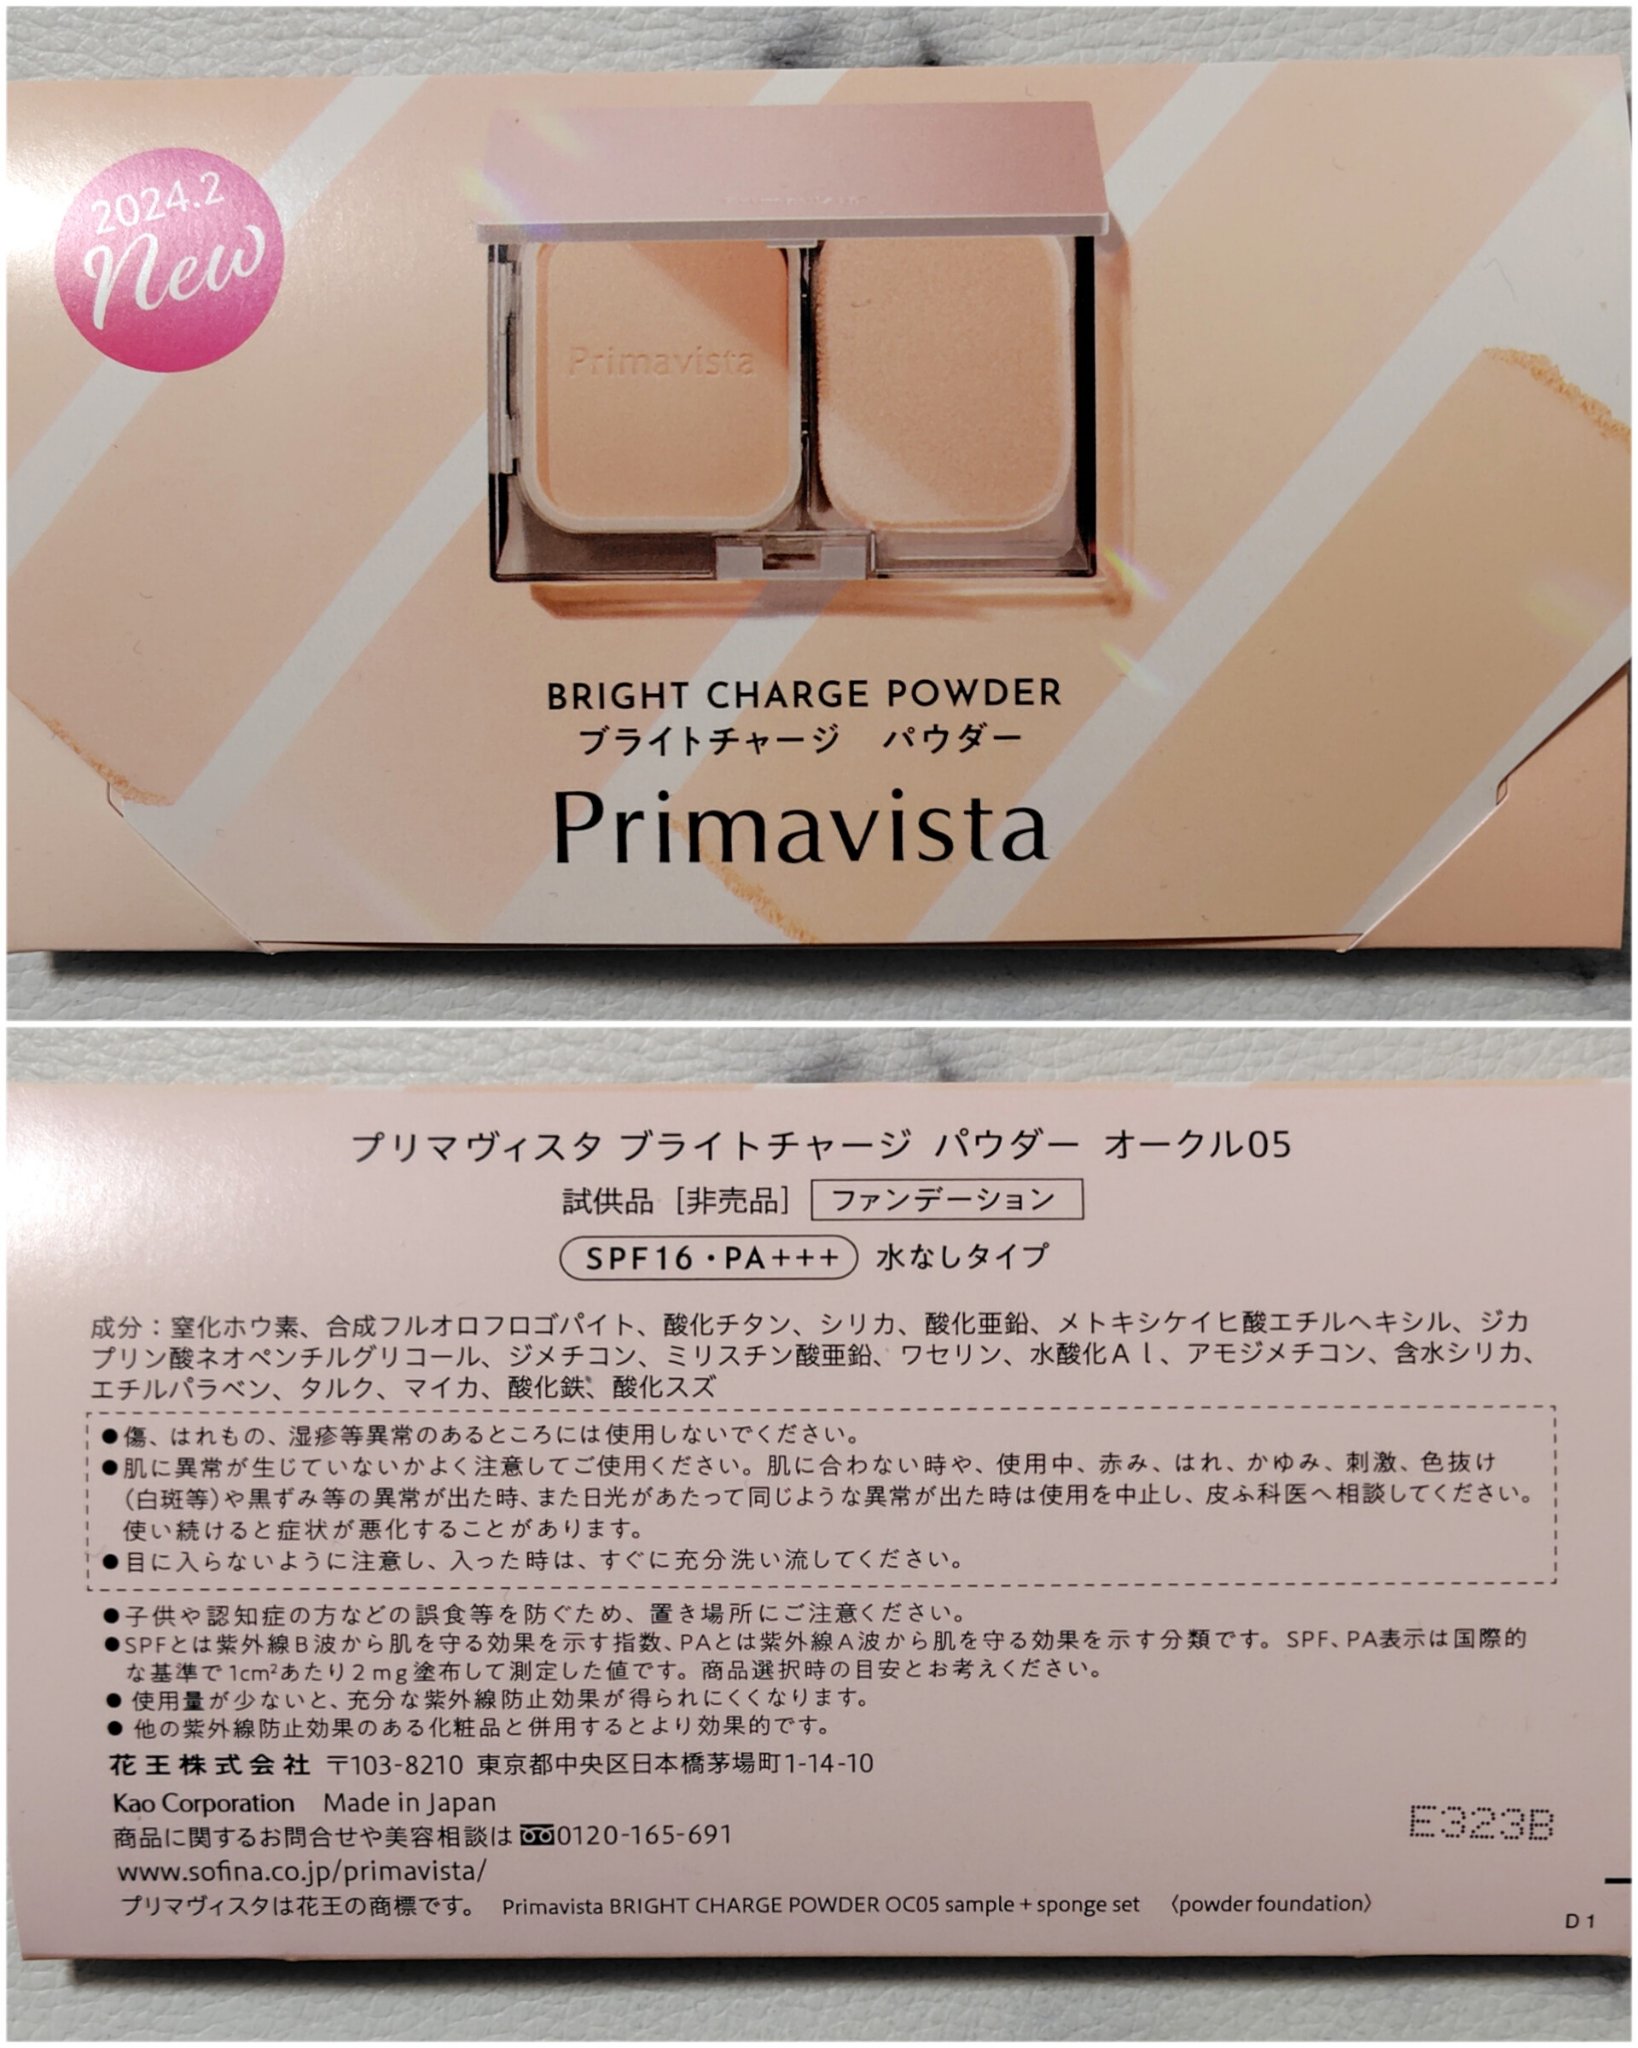 2024.2
New
Primavista
BRIGHT CHARGE POWDER
ブライトチャージ パウダー
Primavista
プリマヴィスタ ブライトチャージ パウダー オークル05
試供品 [非売品] ファンデーション
SPF16・PA+++ 水なしタイプ
成分：窒化ホウ素、合成フルオロフロゴパイト、酸化チタン、シリカ、酸化亜鉛、メトキシケイヒ酸エチルヘキシル、ジカ
プリン酸ネオペンチルグリコール、ジメチコン、ミリスチン酸亜鉛、ワセリン、水酸化Ａｌ、アモジメチコン、含水シリカ、
エチルパラベン、タルク、マイカ、酸化鉄、酸化スズ
●傷、はれもの、湿疹等異常のあるところには使用しないでください。
●肌に異常が生じていないかよく注意してご使用ください。肌に合わない時や、使用中、赤み、はれ、かゆみ、刺激、色抜け
（白斑等）や黒ずみ等の異常が出た時、また日光があたって同じような異常が出た時は使用を中止し、皮ふ科医へ相談してください。
使い続けると症状が悪化することがあります。
●目に入らないように注意し、入った時は、すぐに充分洗い流してください。
●子供や認知症の方などの誤食等を防ぐため、置き場所にご注意ください。
●SPFとは紫外線B波から肌を守る効果を示す指数、PAとは紫外線A波から肌を守る効果を示す分類です。SPF、PA表示は国際的
な基準で1cm²あたり2mg塗布して測定した値です。商品選択時の目安とお考えください。
●使用量が少ないと、充分な紫外線防止効果が得られにくくなります。
●他の紫外線防止効果のある化粧品と併用するとより効果的です。
花王株式会社 〒103-8210 東京都中央区日本橋茅場町1-14-10
Kao Corporation Made in Japan
商品に関するお問合せや美容相談は 0120-165-691
E323B
www.sofina.co.jp/primavista/
プリマヴィスタは花王の商標です。 Primavista BRIGHT CHARGE POWDER OC05 sample + sponge set 〈powder foundation〉
D 1